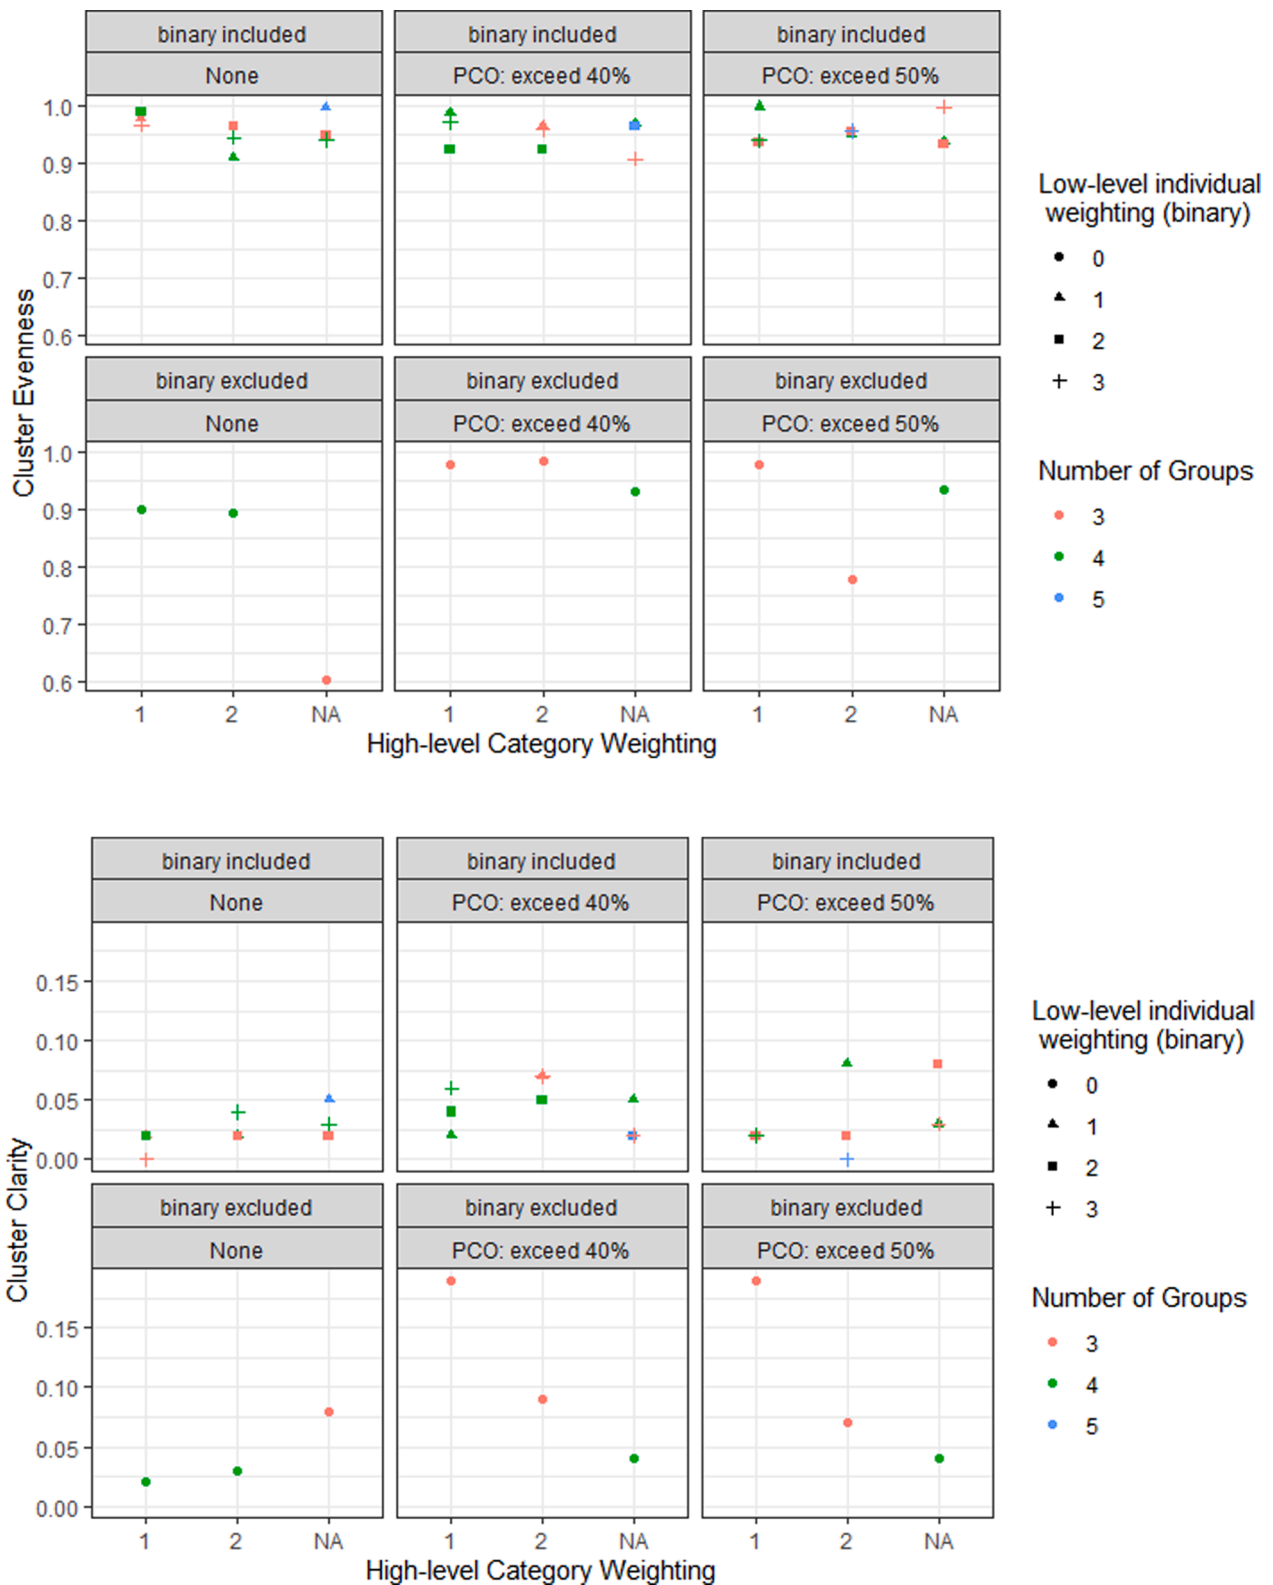 binary included
binary included
binary included
None
PCO: exceed 40%
PCO: exceed 50%
1.0
0.9
0.8
0.7
0.6
binary excluded
binary excluded
binary excluded
None
PCO: exceed 40%
PCO: exceed 50%
1.0
0.9
0.8
0.7
0.6
Cluster Evenness
1
2
NA
1
2
NA
1
2
NA
High-level Category Weighting
Low-level individual
weighting (binary)
0
1
2
3
Number of Groups
3
4
5
binary included
binary included
binary included
None
PCO: exceed 40%
PCO: exceed 50%
0.15
0.10
0.05
0.00
binary excluded
binary excluded
binary excluded
None
PCO: exceed 40%
PCO: exceed 50%
0.15
0.10
0.05
0.00
Cluster Clarity
1
2
NA
1
2
NA
1
2
NA
High-level Category Weighting
Low-level individual
weighting (binary)
0
1
2
3
Number of Groups
3
4
5